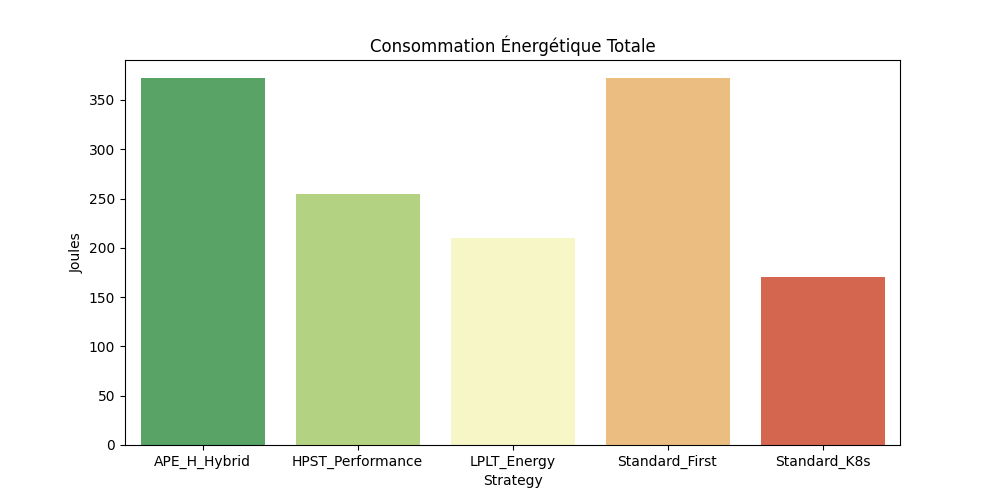 Consommation Énergétique Totale
Joules
350
300
250
200
150
100
50
0
APE_H_Hybrid
HPST_Performance
LPLT_Energy
Standard_First
Standard_K8s
Strategy